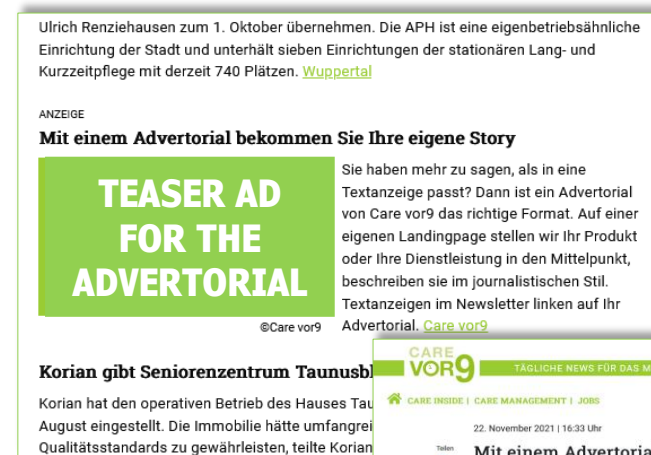 Ulrich Renziehausen zum 1. Oktober übernehmen. Die APH ist eine eigenbetriebsähnliche
Einrichtung der Stadt und unterhält sieben Einrichtungen der stationären Lang- und
Kurzzeitpflege mit derzeit 740 Plätzen. Wuppertal
ANZEIGE
Mit einem Advertorial bekommen Sie Ihre eigene Story
TEASER AD
FOR THE
ADVERTORIAL
©Care vor9
Sie haben mehr zu sagen, als in eine
Textanzeige passt? Dann ist ein Advertorial
von Care vor9 das richtige Format. Auf einer
eigenen Landingpage stellen wir Ihr Produkt
oder Ihre Dienstleistung in den Mittelpunkt,
beschreiben sie im journalistischen Stil.
Textanzeigen im Newsletter linken auf Ihr
Advertorial. Care vor9
Korian gibt Seniorenzentrum Taunusbl
Korian hat den operativen Betrieb des Hauses Tau
August eingestellt. Die Immobilie hätte umfangrei
Qualitätsstandards zu gewährleisten, teilte Korian
CARE
VOR9
TÄGLICHE NEWS FÜR DAS M
CARE INSIDE | CARE MANAGEMENT | JOBS
22. November 2021 | 16:33 Uhr
Teilen
Mit einem Advertoria